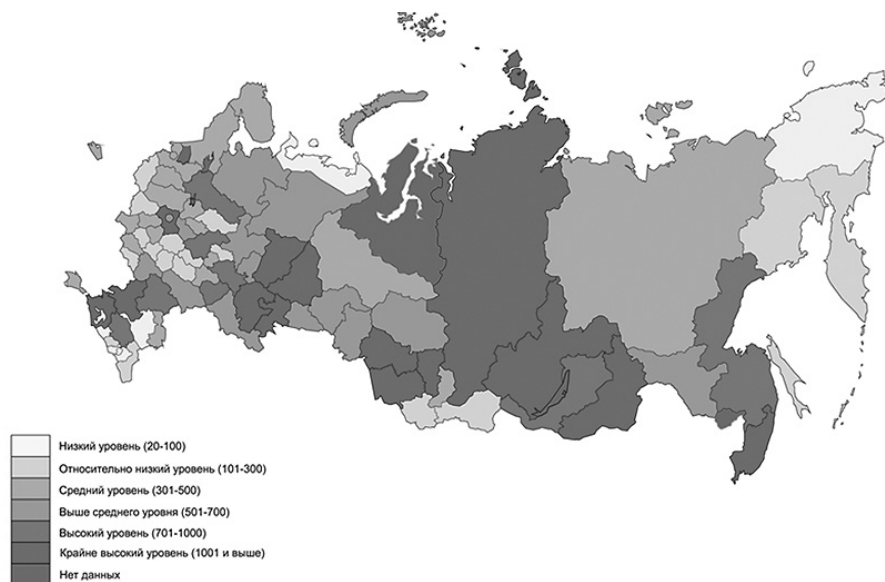 Низкий уровень (20-100)
Относительно низкий уровень (101-300)
Средний уровень (301-500)
Выше среднего уровня (501-700)
Высокий уровень (701-1000)
Крайне высокий уровень (1001 и выше)
Нет данных